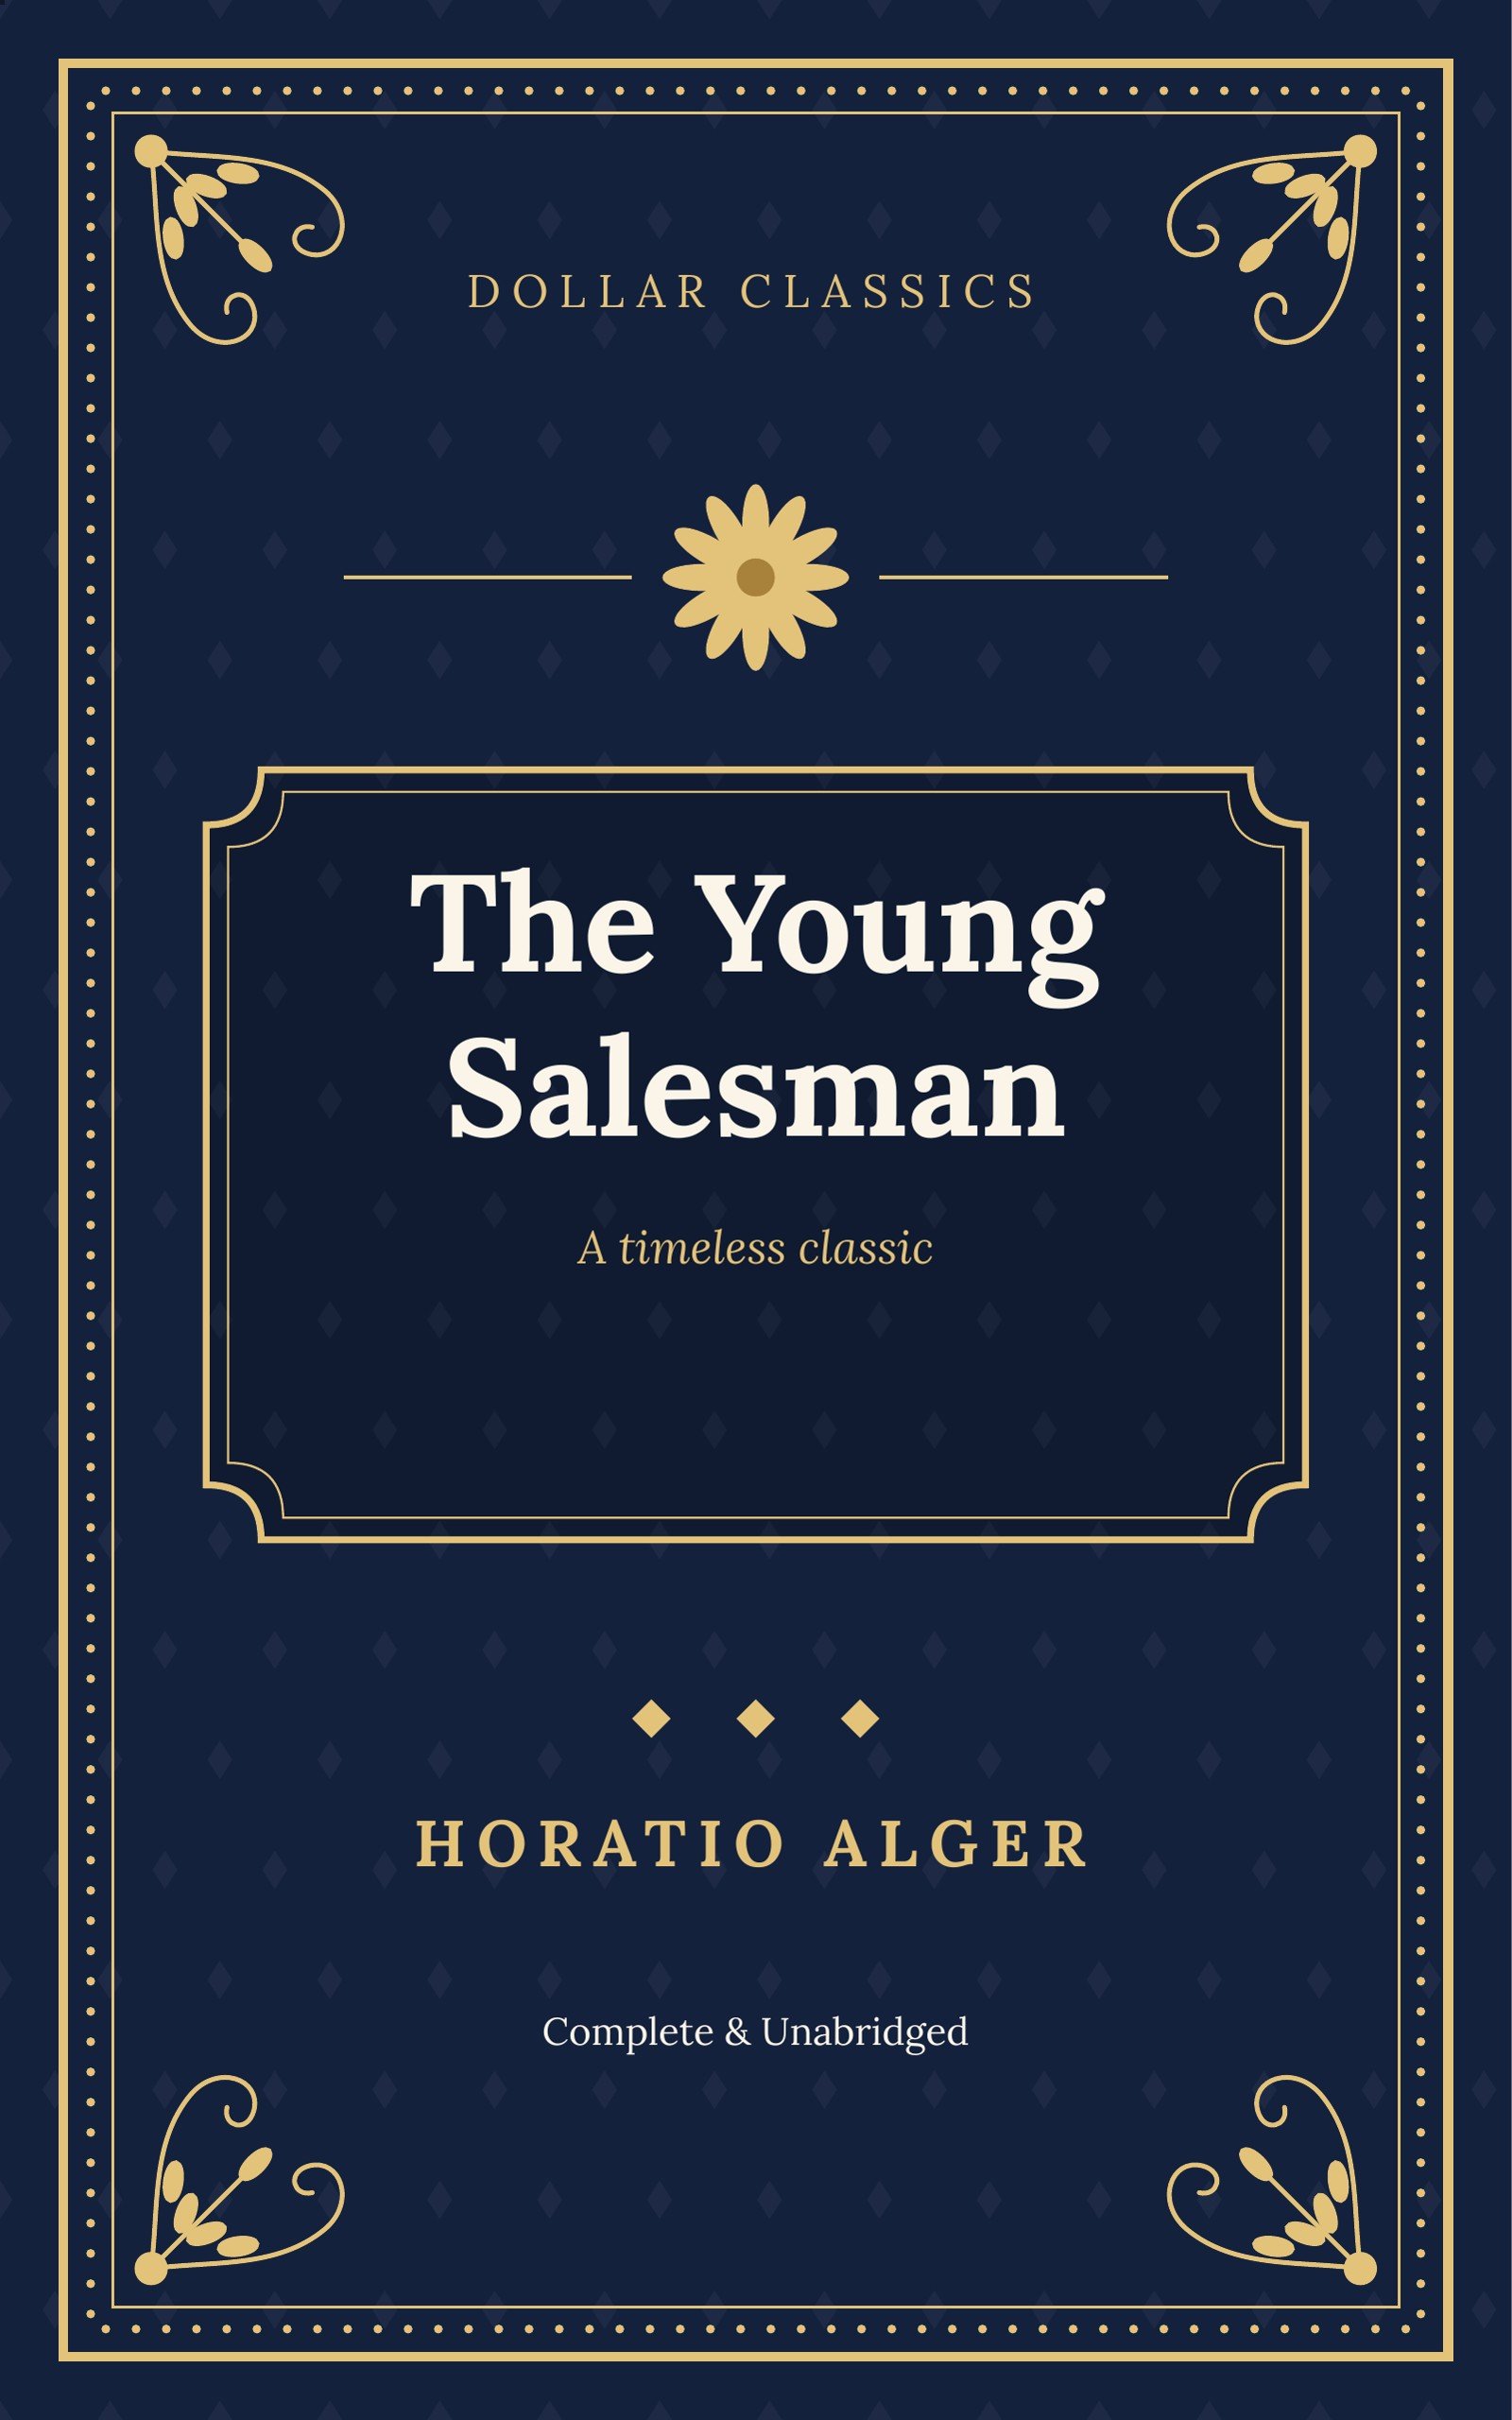 DOLLAR CLASSICS
The Young
Salesman
A timeless classic
HORATIO ALGER
Complete & Unabridged